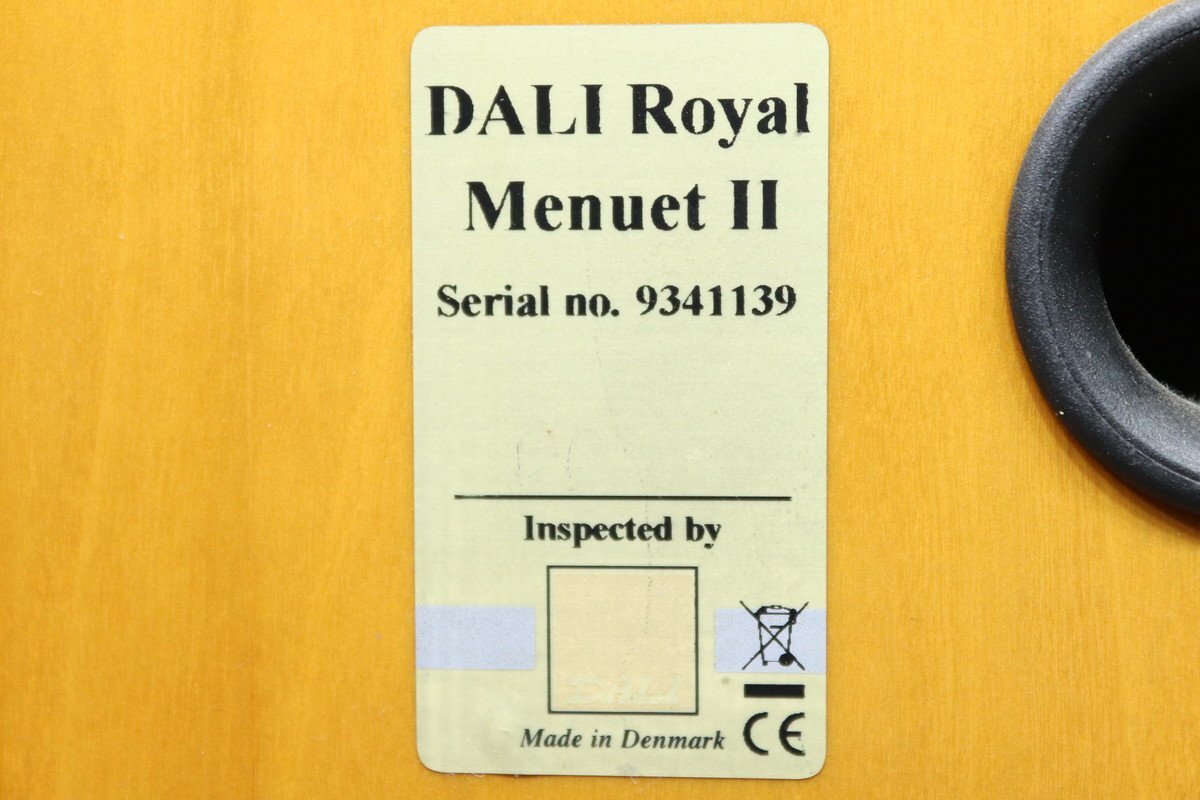 DALI Royal
Menuet II
Serial no. 9341139
Inspected by
Made in Denmark
CE